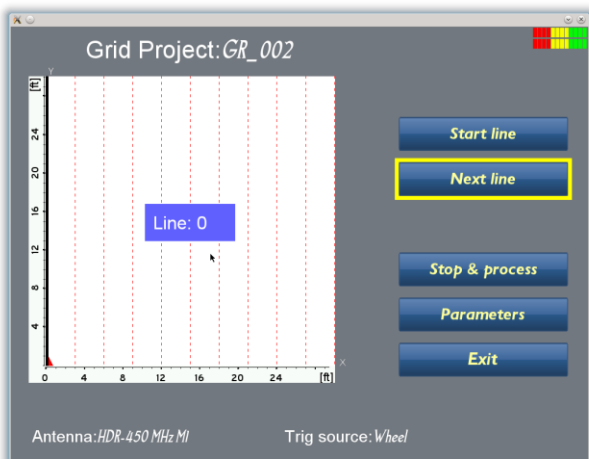 Grid Project:GR_002
Y
[ft]
24
20
16
12
8
4
Line: 0
0 4 8 12 16 20 24 [ft]
X
Start line
Next line
Stop & process
Parameters
Exit
Antenna:HDR-450 MHz MI
Trig source:Wheel